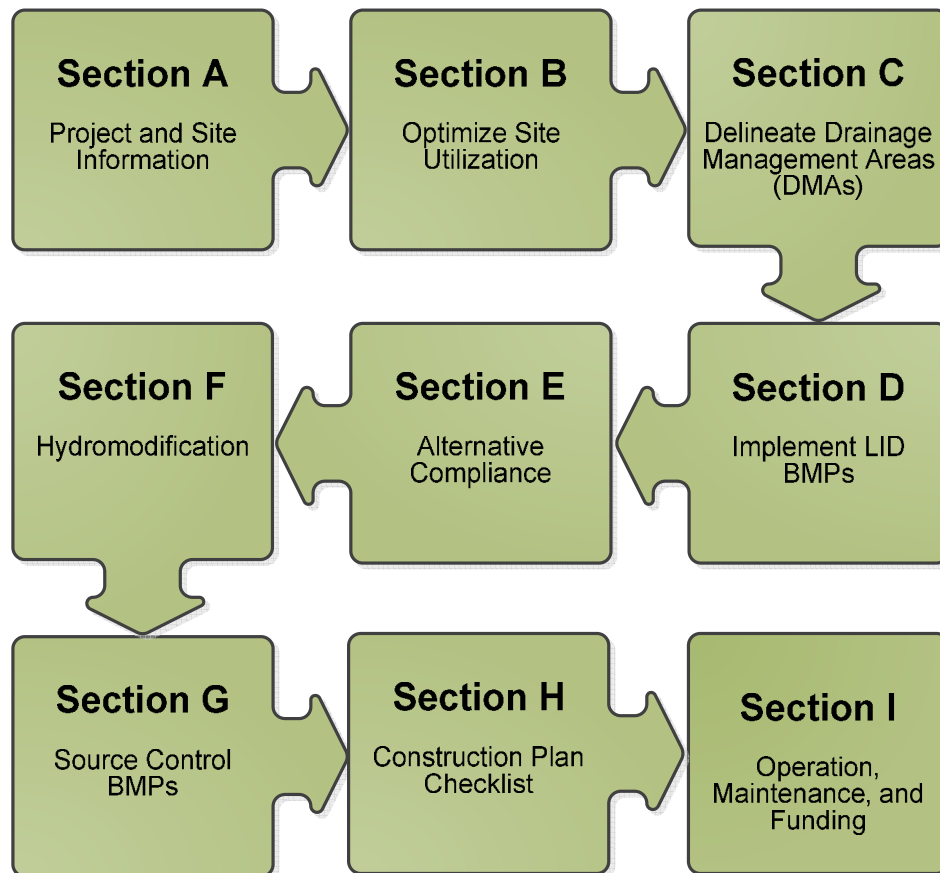 Section A
Project and Site
Information
Section B
Optimize Site
Utilization
Section C
Delineate Drainage
Management Areas
(DMAs)
Section D
Implement LID
BMPs
Section E
Alternative
Compliance
Section F
Hydromodification
Section G
Source Control
BMPs
Section H
Construction Plan
Checklist
Section I
Operation,
Maintenance, and
Funding